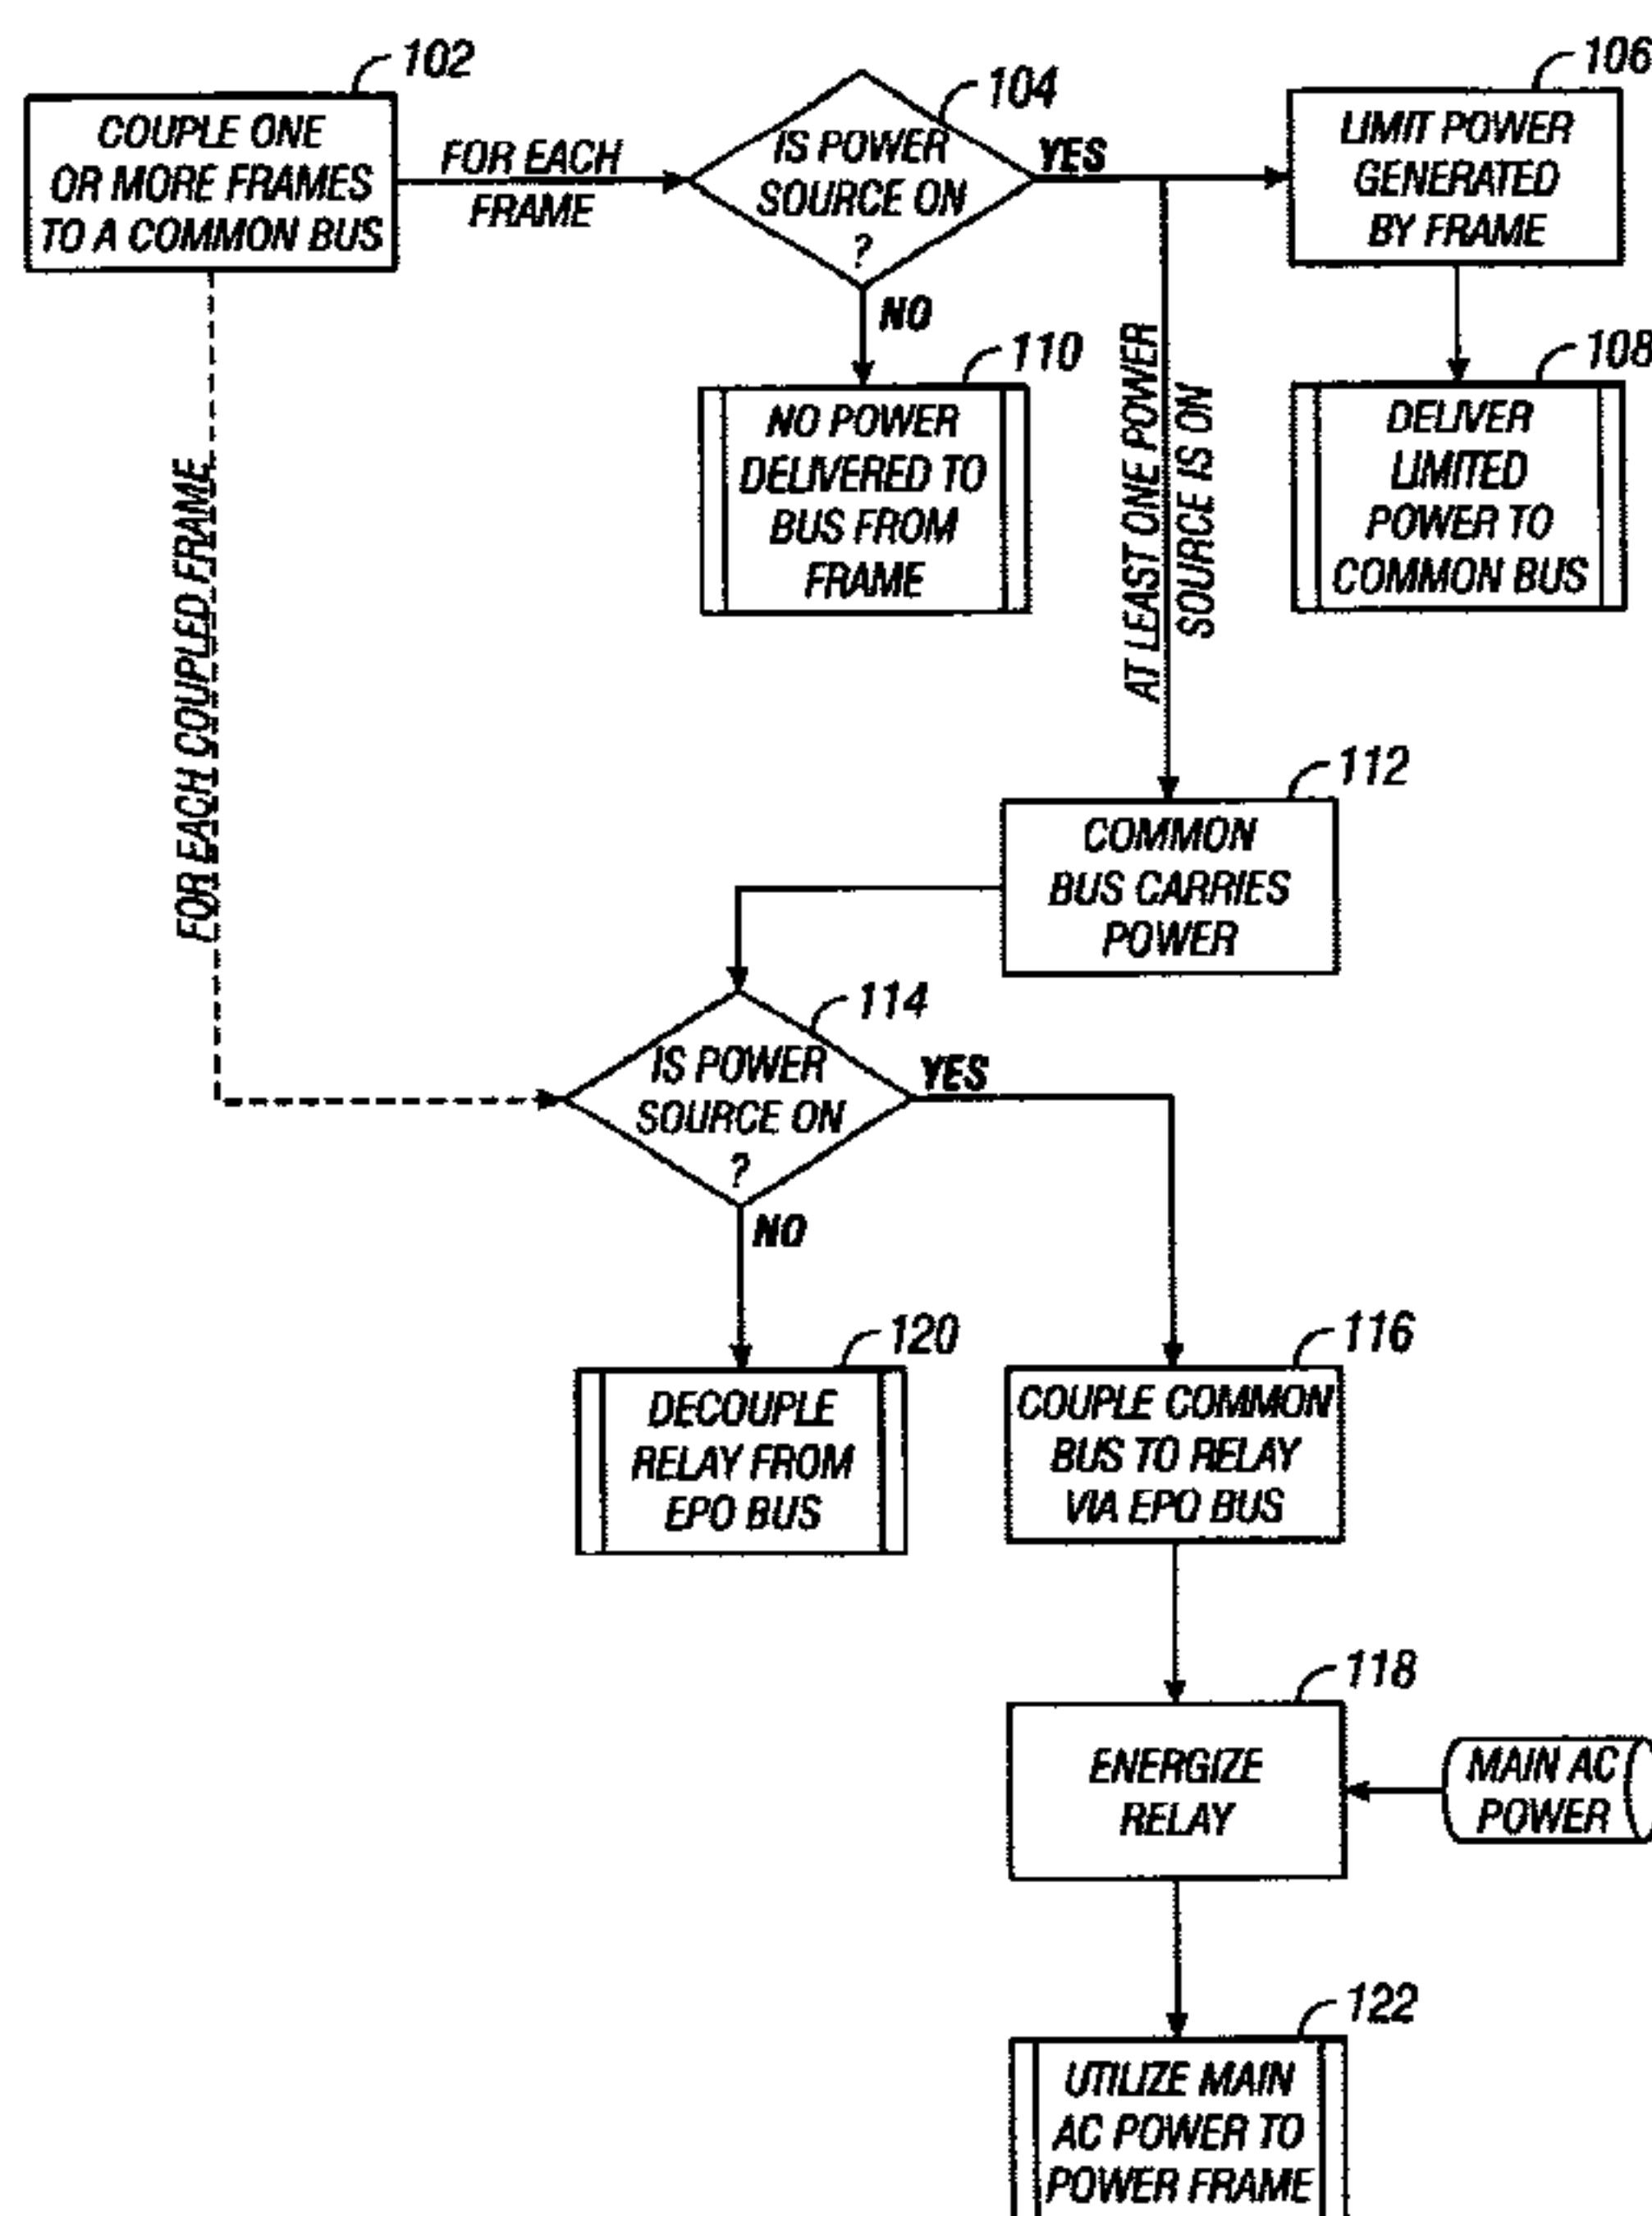 102
COUPLE ONE
OR MORE FRAMES
TO A COMMON BUS
FOR EACH
FRAME
104
IS POWER
SOURCE ON
?
YES
NO
106
LIMIT POWER
GENERATED
BY FRAME
108
DELIVER
LIMITED
POWER TO
COMMON BUS
110
NO POWER
DELIVERED TO
BUS FROM
FRAME
AT LEAST ONE POWER
SOURCE IS ON
FOR EACH COUPLED FRAME
112
COMMON
BUS CARRIES
POWER
114
IS POWER
SOURCE ON
?
YES
NO
120
DECOUPLE
RELAY FROM
EPO BUS
116
COUPLE COMMON
BUS TO RELAY
VIA EPO BUS
118
ENERGIZE
RELAY
MAIN AC
POWER
122
UTILIZE MAIN
AC POWER TO
POWER FRAME